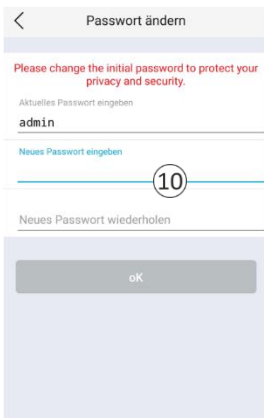 Passwort ändern
Please change the initial password to protect your
privacy and security.
Aktuelles Passwort eingeben
admin
Neues Passwort eingeben
10
Neues Passwort wiederholen
oK